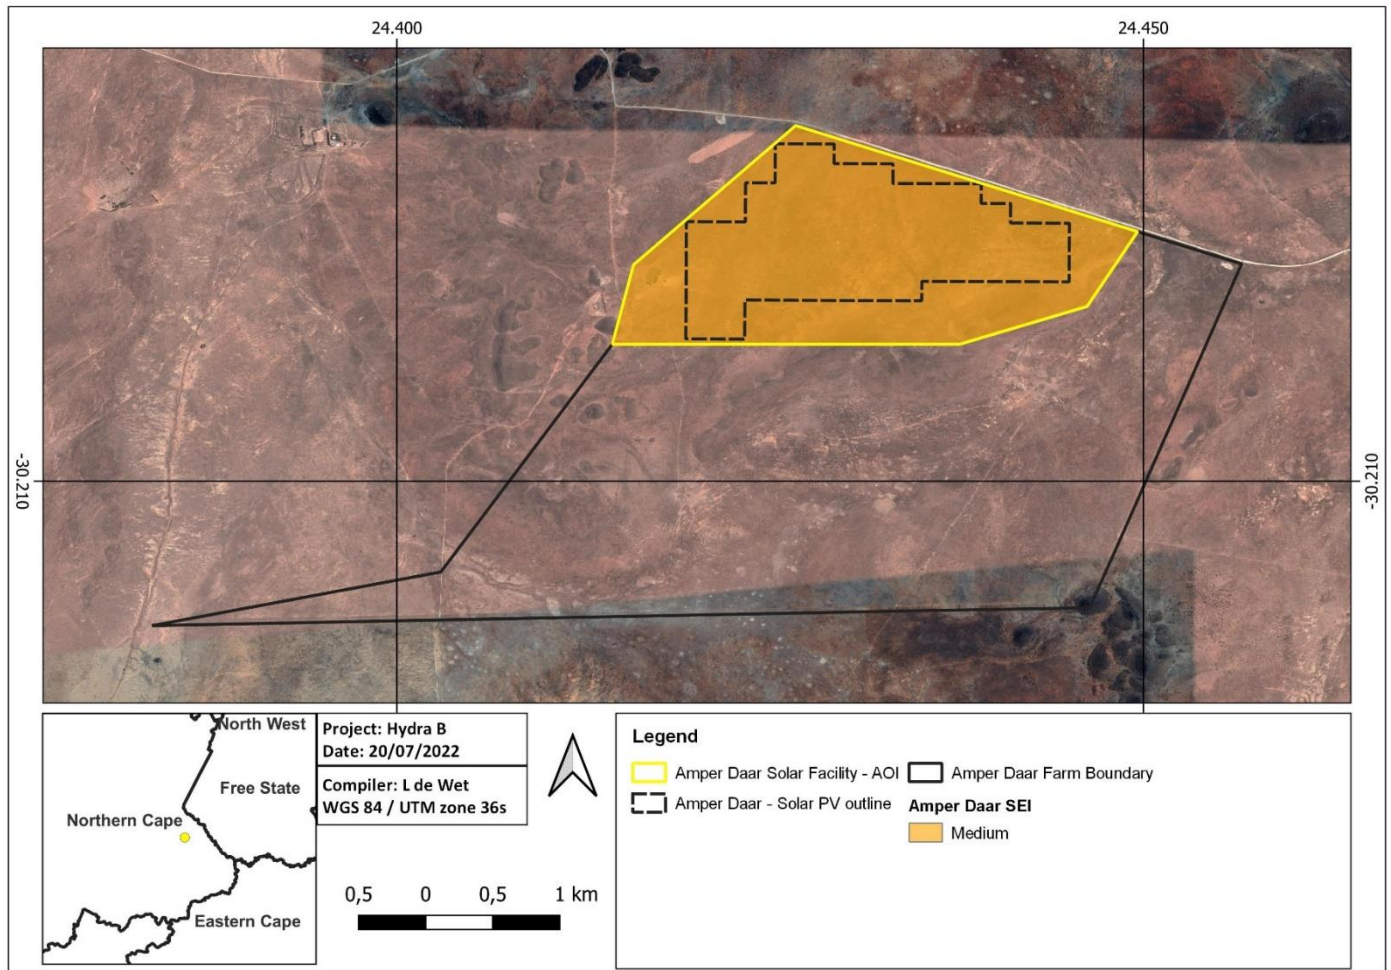 24.400
24.450
-30.210
-30.210
North West
Free State
Northern Cape
Eastern Cape
Project: Hydra B
Date: 20/07/2022
Compiler: L de Wet
WGS 84 / UTM zone 36s
0,5 0 0,5 1 km
Legend
Amper Daar Solar Facility - AOI
Amper Daar - Solar PV outline
Amper Daar Farm Boundary
Amper Daar SEI
Medium